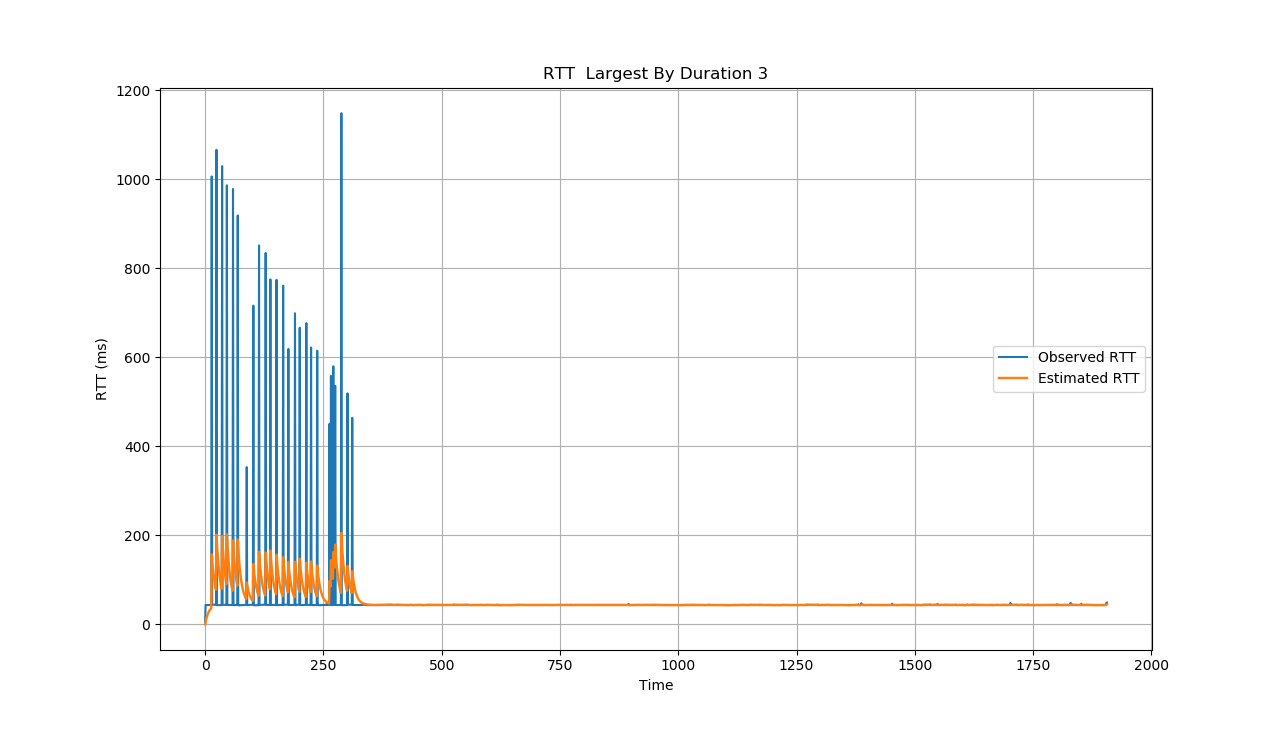 RTT  Largest By Duration 3
1200
1000
800
600
400
200
0
RTT (ms)
Observed RTT
Estimated RTT
0 250 500 750 1000 1250 1500 1750 2000
Time